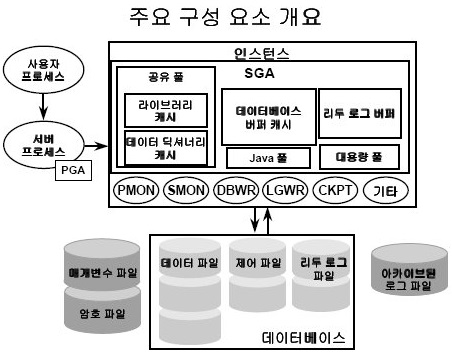 주요 구성 요소 개요
인스턴스
사용자
프로세스
SGA
공유 풀
라이브러리
캐시
데이터베이스
버퍼 캐시
리두 로그 버퍼
서버
프로세스
PGA
데이터 딕셔너리
캐시
Java 풀
대용량 풀
PMON
SMON
DBWR
LGWR
CKPT
기타
매개변수 파일
암호 파일
데이터 파일
제어 파일
리두 로그
파일
아카이브된
로그 파일
데이터베이스